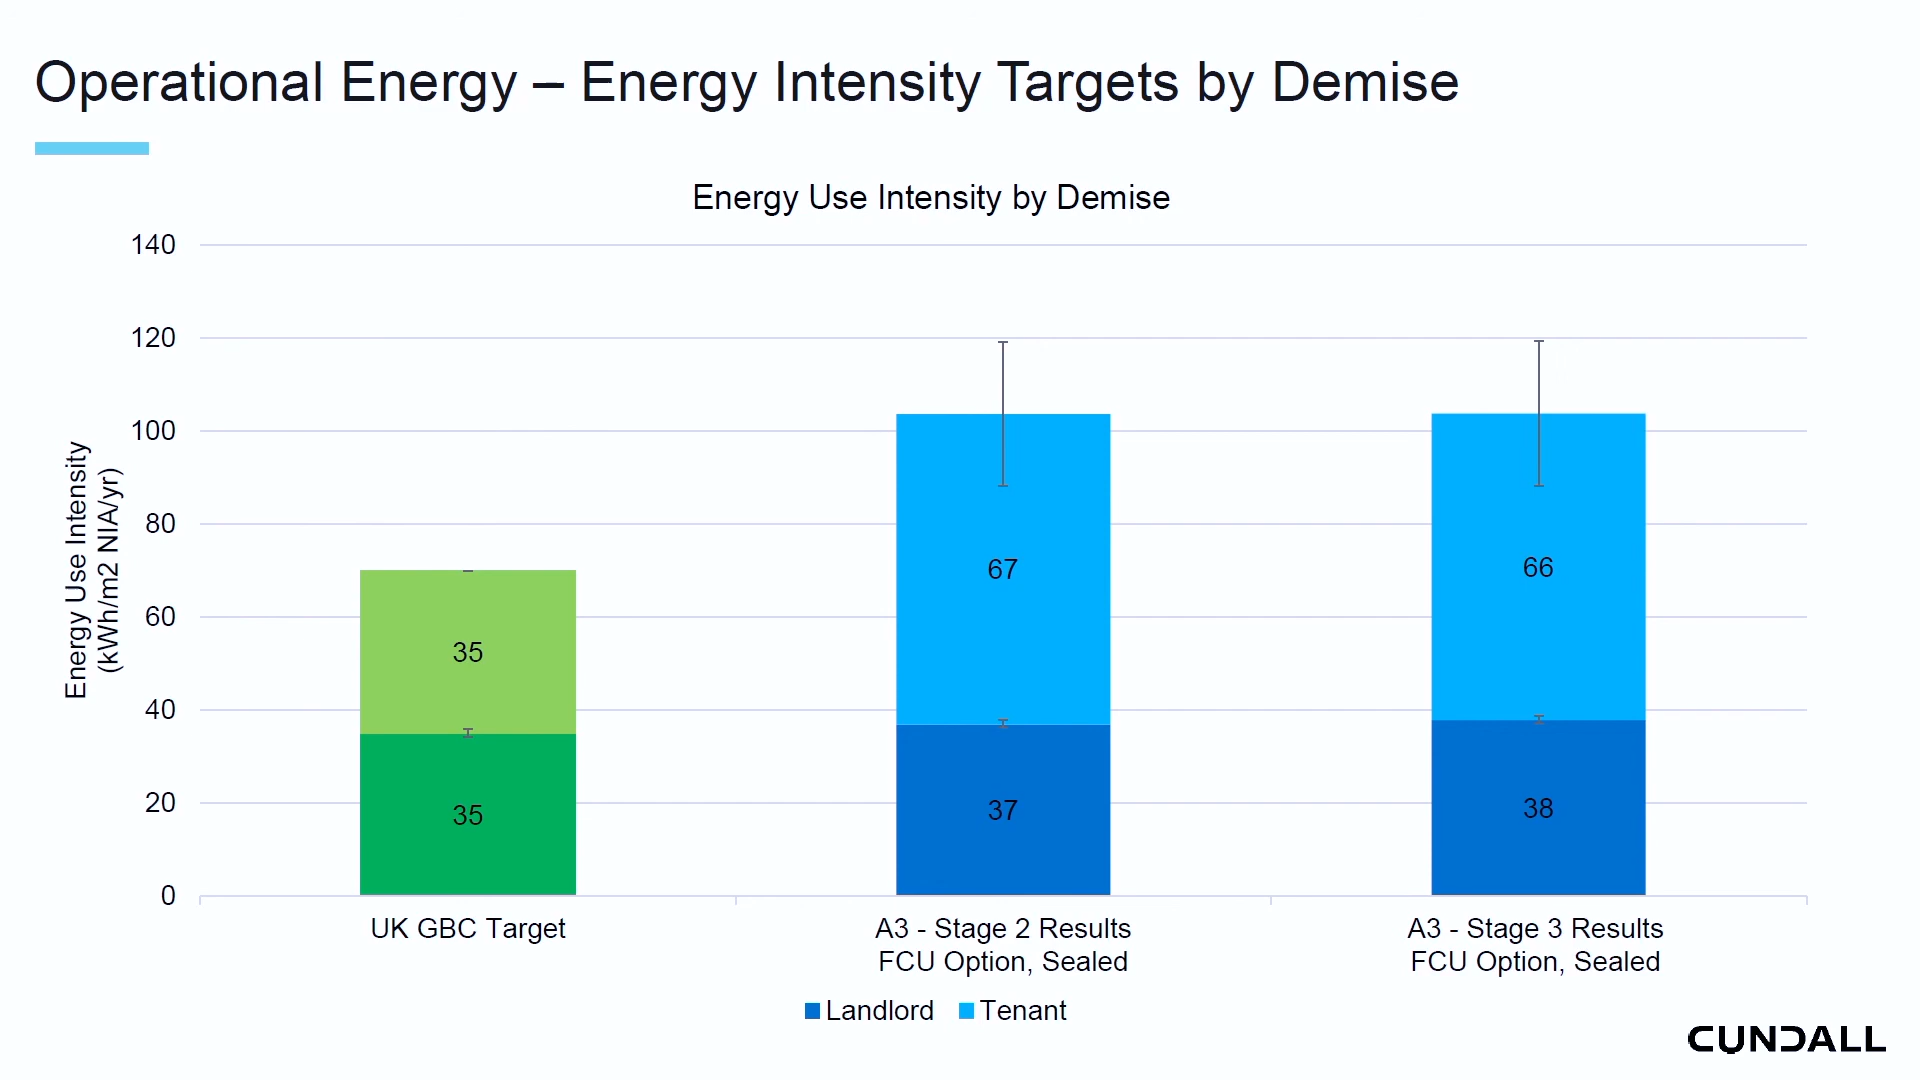 Operational Energy – Energy Intensity Targets by Demise
Energy Use Intensity by Demise
Energy Use Intensity
(kWh/m2 NIA/yr)
140
120
100
80
60
40
20
0
35
35
67
37
66
38
UK GBC Target
A3 - Stage 2 Results
FCU Option, Sealed
A3 - Stage 3 Results
FCU Option, Sealed
Landlord
Tenant
CUNDALL